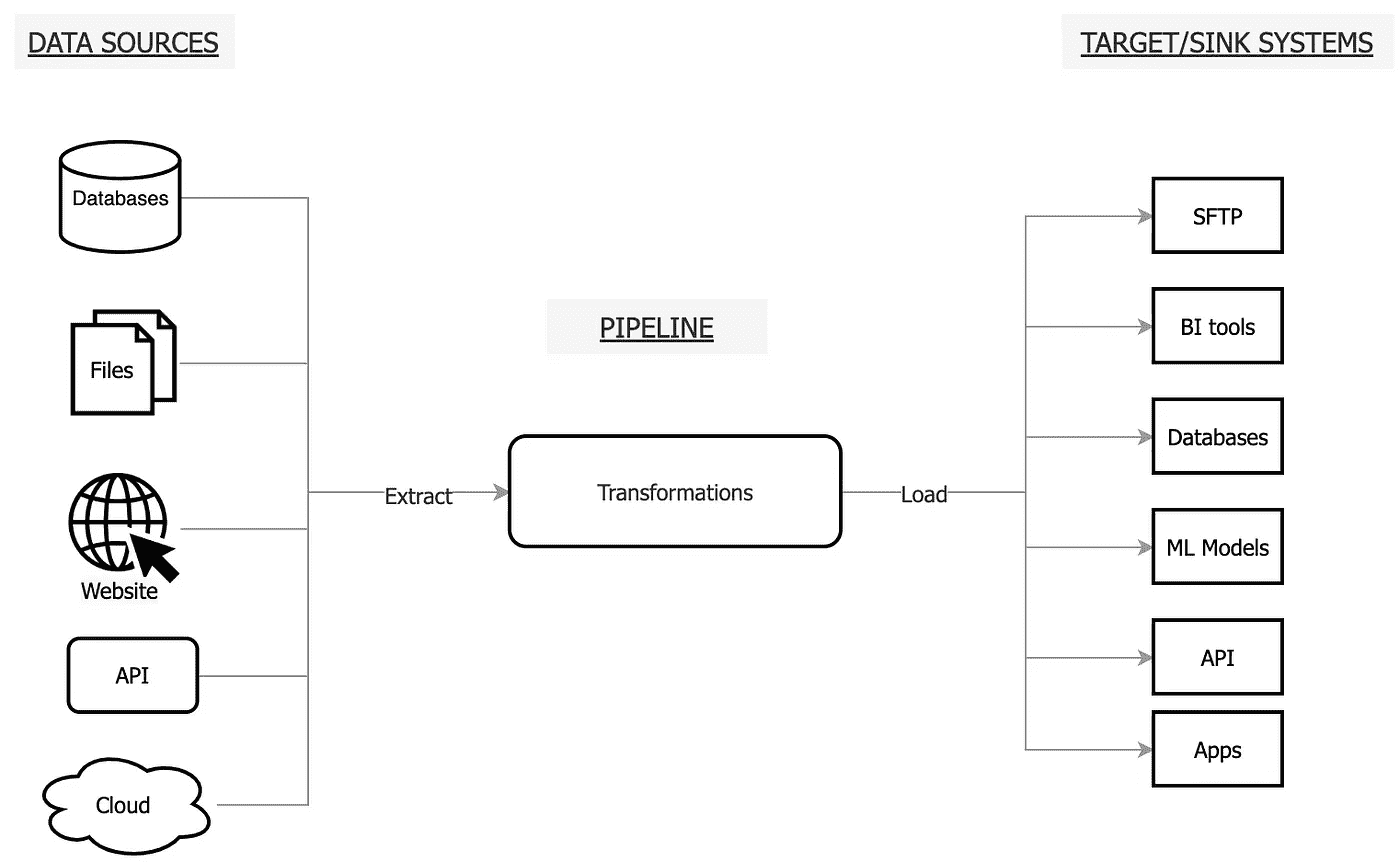 DATA SOURCES
TARGET/SINK SYSTEMS
Databases
Files
Website
API
Cloud
PIPELINE
Extract
Transformations
Load
SFTP
BI tools
Databases
ML Models
API
Apps